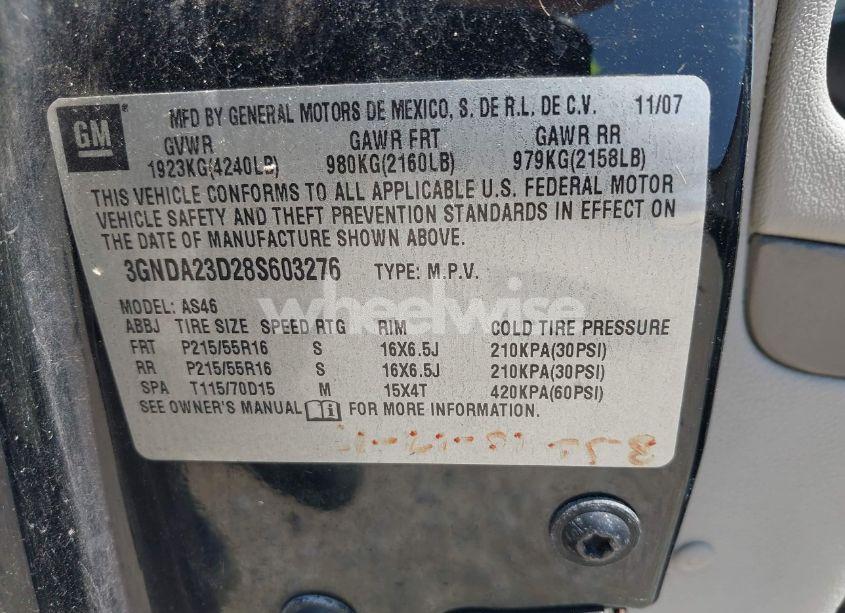 GM
MFD BY GENERAL MOTORS DE MEXICO, S. DE R.L. DE C.V. 11/07
GVWR GAWR FRT GAWR RR
1923KG(4240LB) 980KG(2160LB) 979KG(2158LB)
THIS VEHICLE CONFORMS TO ALL APPLICABLE U.S. FEDERAL MOTOR
VEHICLE SAFETY AND THEFT PREVENTION STANDARDS IN EFFECT ON
THE DATE OF MANUFACTURE SHOWN ABOVE.
3GNDA23D28S603276 TYPE: M.P.V.
wheelwise
MODEL: AS46
ABBJ TIRE SIZE SPEED RTG RIM COLD TIRE PRESSURE
FRT P215/55R16 S 16X6.5J 210KPA(30PSI)
RR P215/55R16 S 16X6.5J 210KPA(30PSI)
SPA T115/70D15 M 15X4T 420KPA(60PSI)
SEE OWNER'S MANUAL FOR MORE INFORMATION.